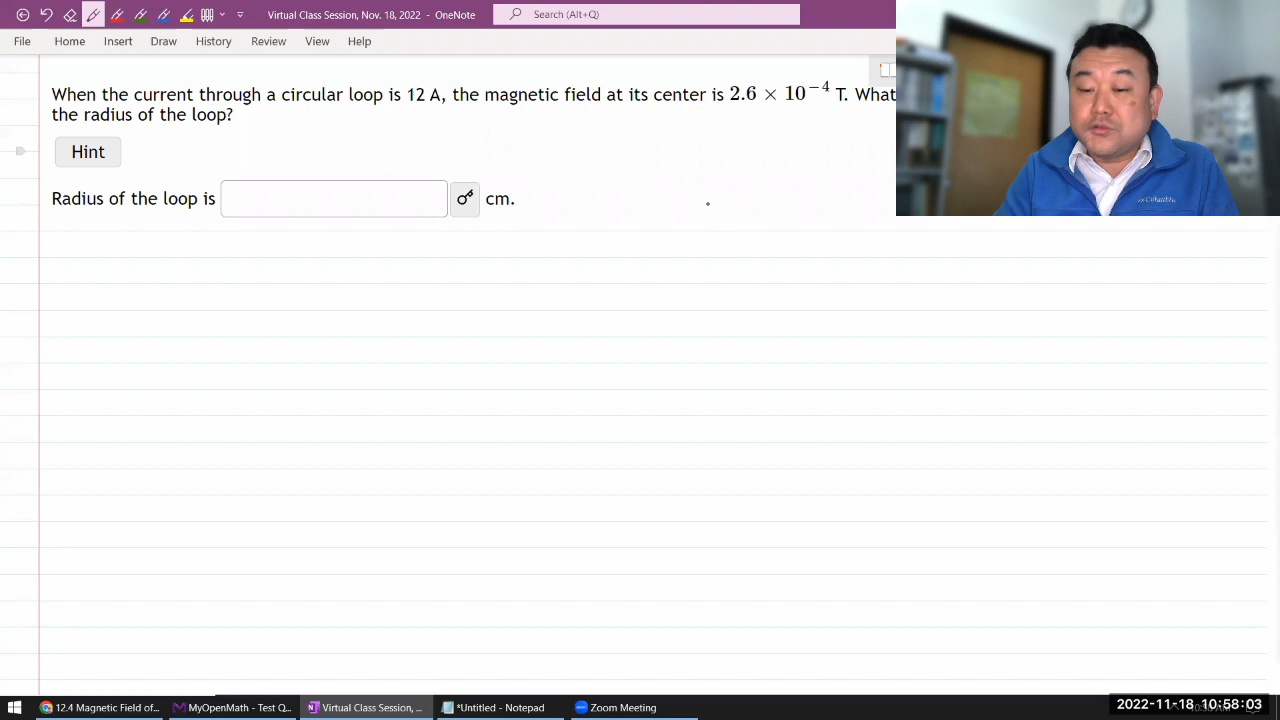 Virtual Class Session, Nov. 18, 2022 - OneNote
Search (Alt+Q)
File Home Insert Draw History Review View Help
When the current through a circular loop is 12 A, the magnetic field at its center is 2.6 × 10⁻⁴ T. What
the radius of the loop?
Hint
Radius of the loop is
cm.
Columbia
12.4 Magnetic Field of... MyOpenMath - Test Q... Virtual Class Session, ... *Untitled - Notepad Zoom Meeting
2022-11-18 10:58:03